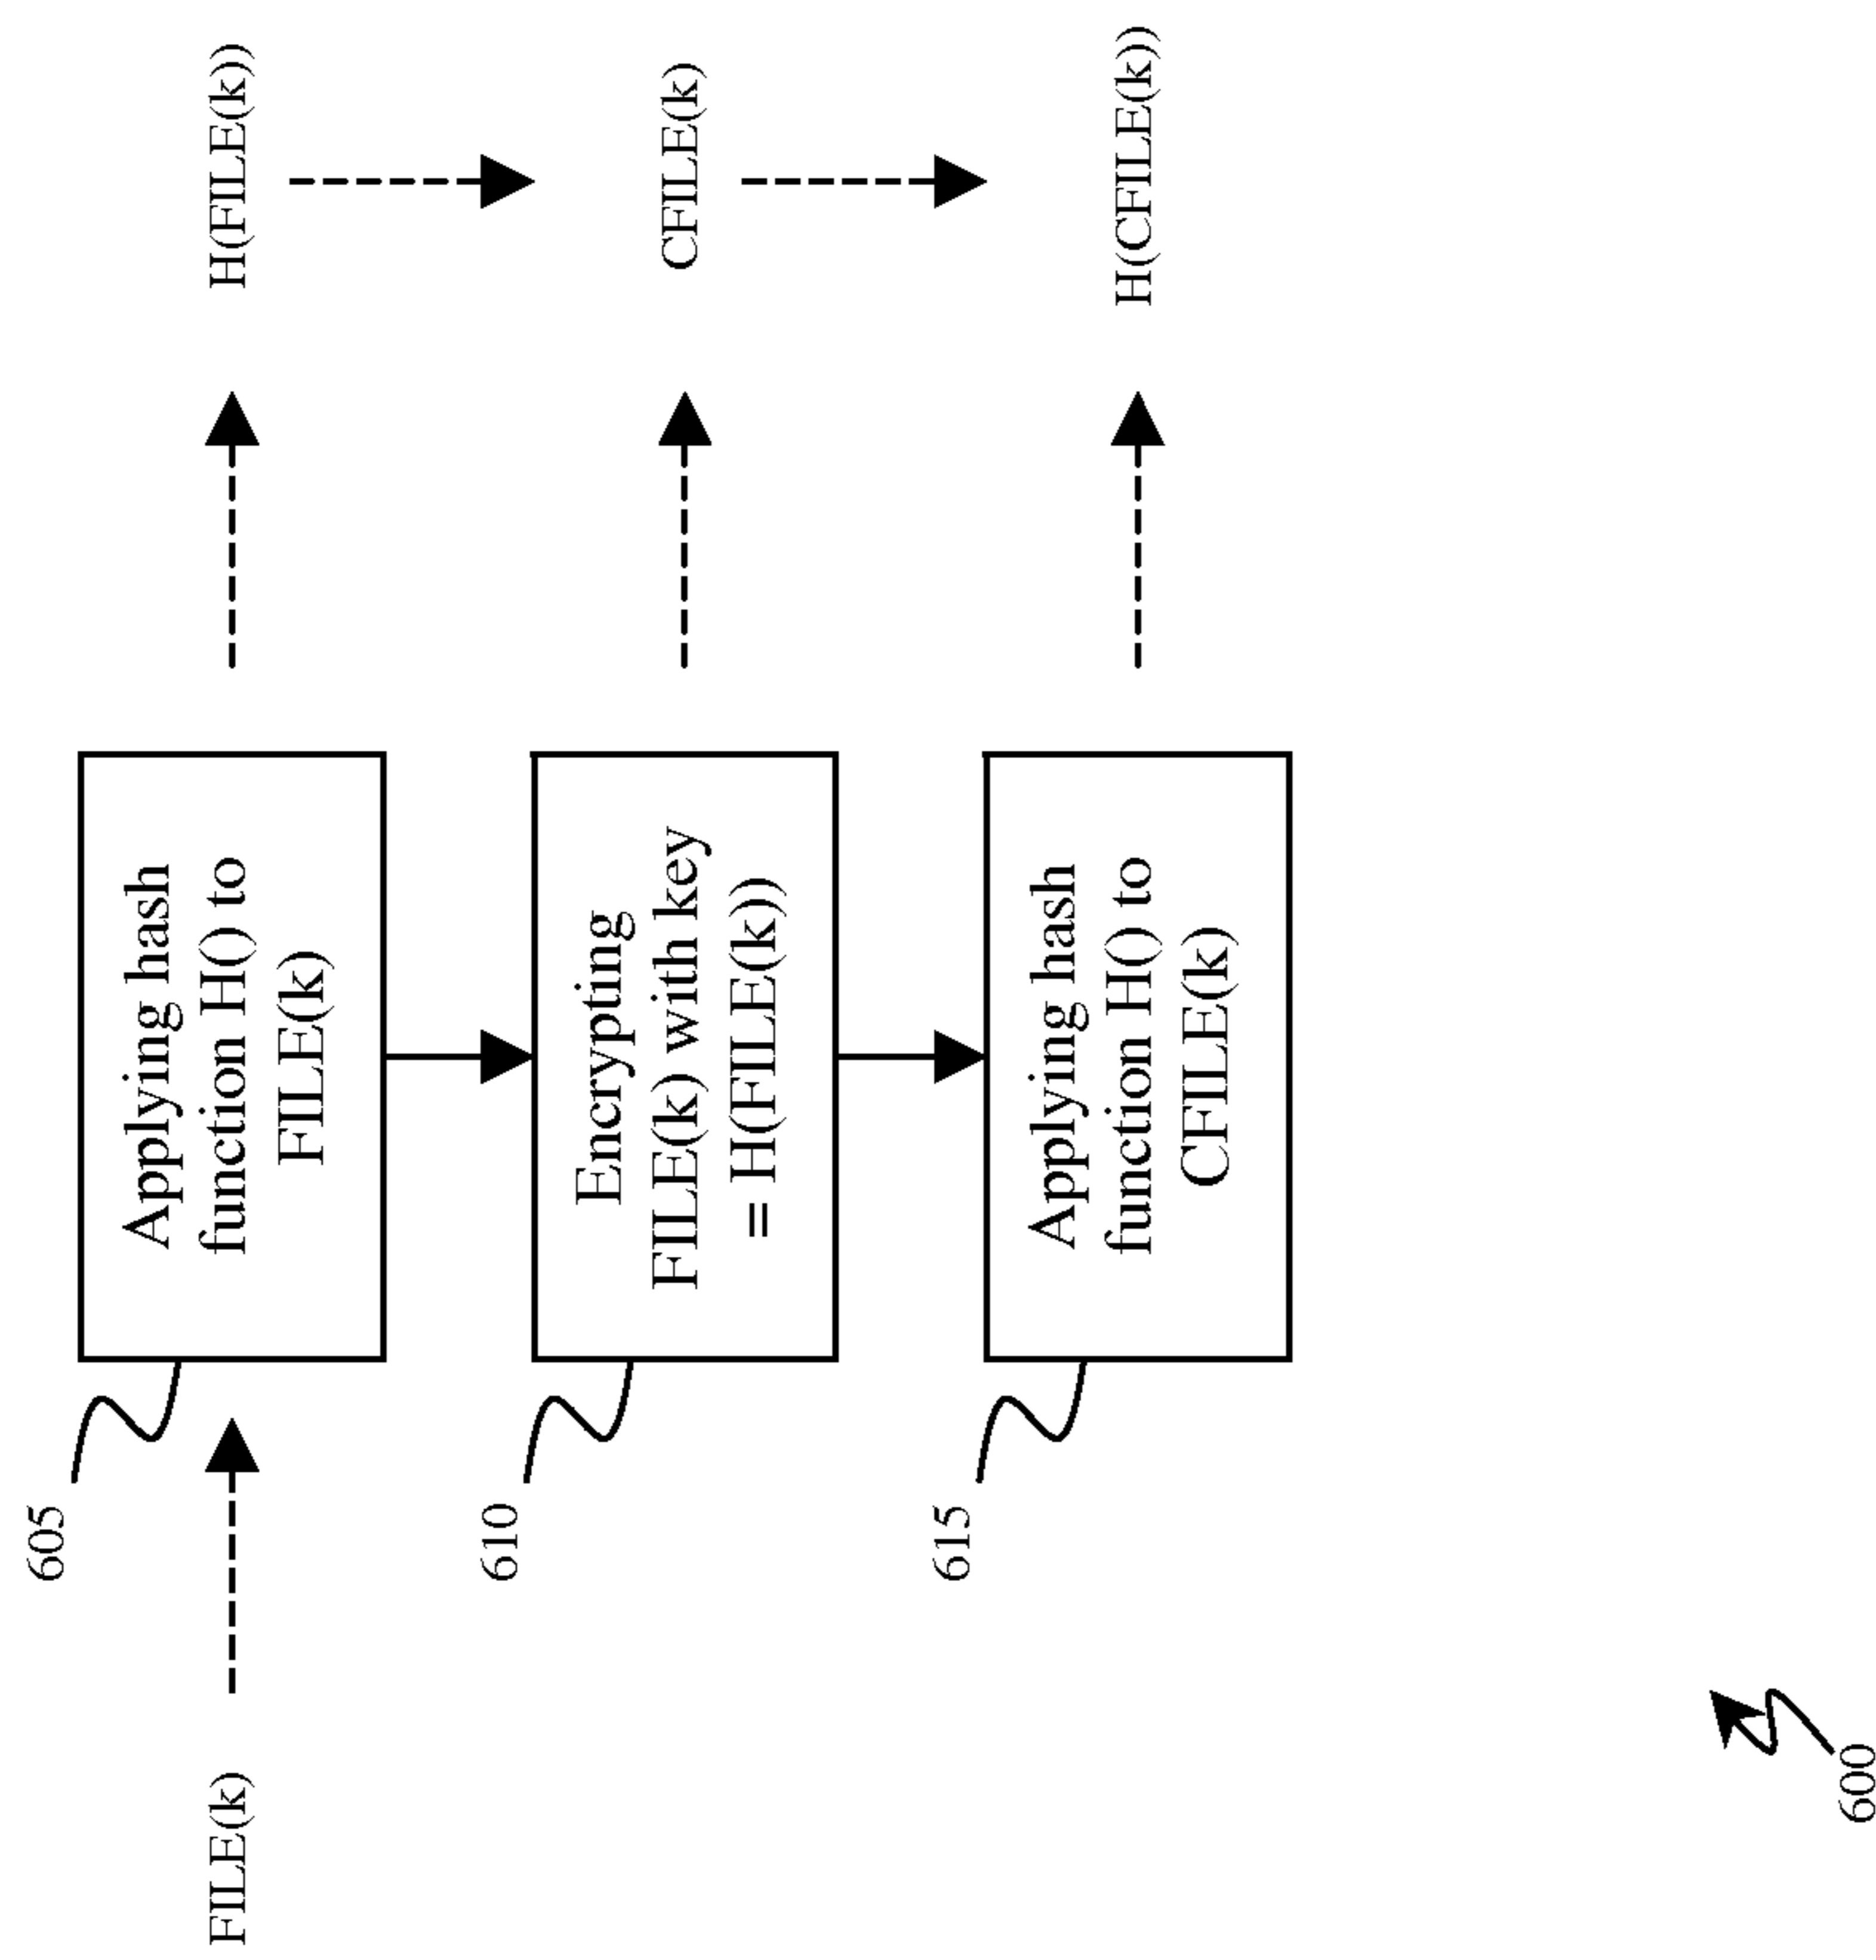 605
FILE(k)
Applying hash
function H() to
FILE(k)
H(FILE(k))
610
Encrypting
FILE(k) with key
= H(FILE(k))
CFILE(k)
615
Applying hash
function H() to
CFILE(k)
H(CFILE(k))
600